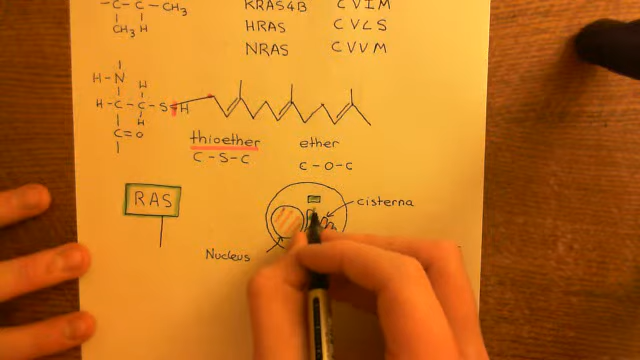 -C-C-CH3
CH3 H
KRAS4B CVIM
HRAS CVLS
NRAS CVVM
H-N H
H-C-C-S-H
H
C=O
thioether ether
C-S-C C-O-C
RAS
cisterna
Nucleus